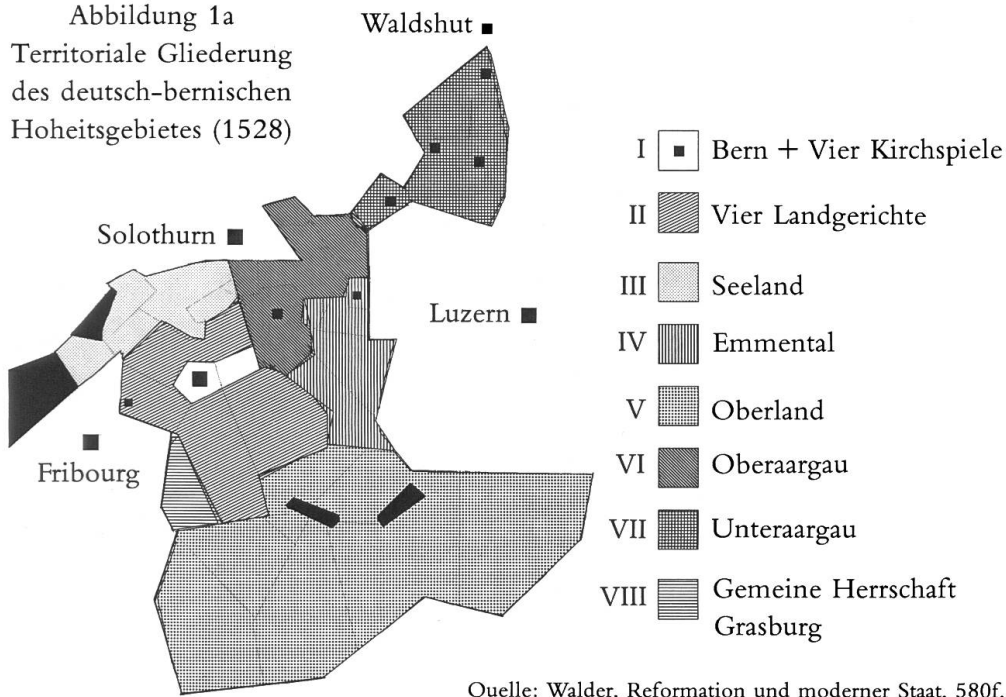 Abbildung 1a
Territoriale Gliederung
des deutsch-bernischen
Hoheitsgebietes (1528)
Waldshut
Solothurn
Luzern
Fribourg
I Bern + Vier Kirchspiele
II Vier Landgerichte
III Seeland
IV Emmental
V Oberland
VI Oberaargau
VII Unteraargau
VIII Gemeine Herrschaft
Grasburg
Quelle: Walder, Reformation und moderner Staat, 580f.